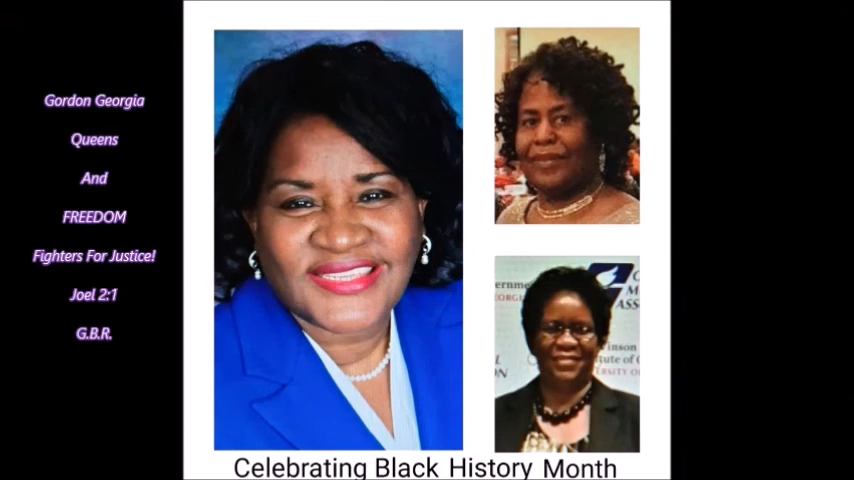 Gordon Georgia
Queens
And
FREEDOM
Fighters For Justice!
Joel 2:1
G.B.R.
Celebrating Black History Month